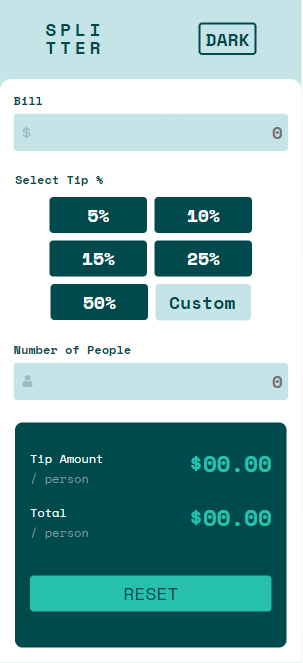 SPLI
TTER
DARK
Bill
$ 0
Select Tip %
5% 10%
15% 25%
50% Custom
Number of People
0
Tip Amount
/ person
$00.00
Total
/ person
$00.00
RESET